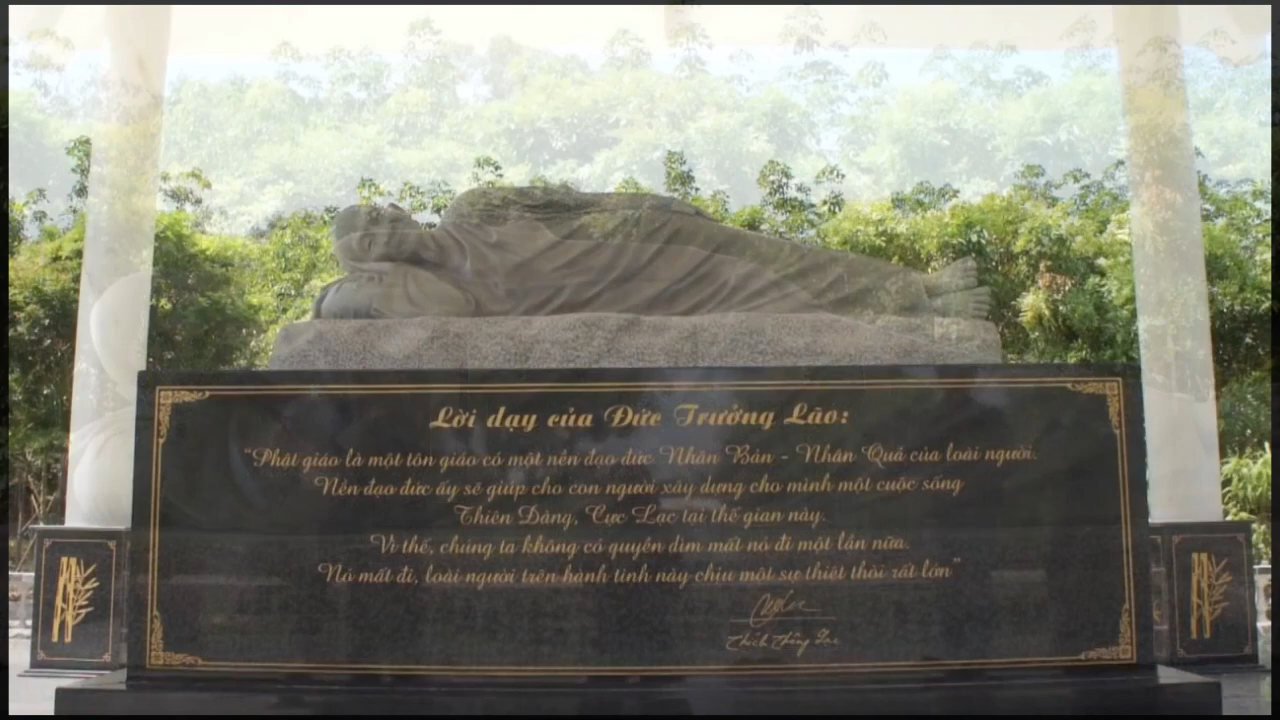 Lời dạy của Đức Trưởng Lão:
"Phật giáo là một tôn giáo có một nền đạo đức Nhân Bản - Nhân Quả của loài người.
Nền đạo đức ấy sẽ giúp cho con người xây dựng cho mình một cuộc sống
Thiên Đàng, Cực Lạc tại thế gian này.
Vì thế, chúng ta không có quyền dìm mất nó đi một lần nữa.
Nó mất đi, loài người trên hành tinh này chịu một sự thiệt thòi rất lớn"
Thích Thông Lạc